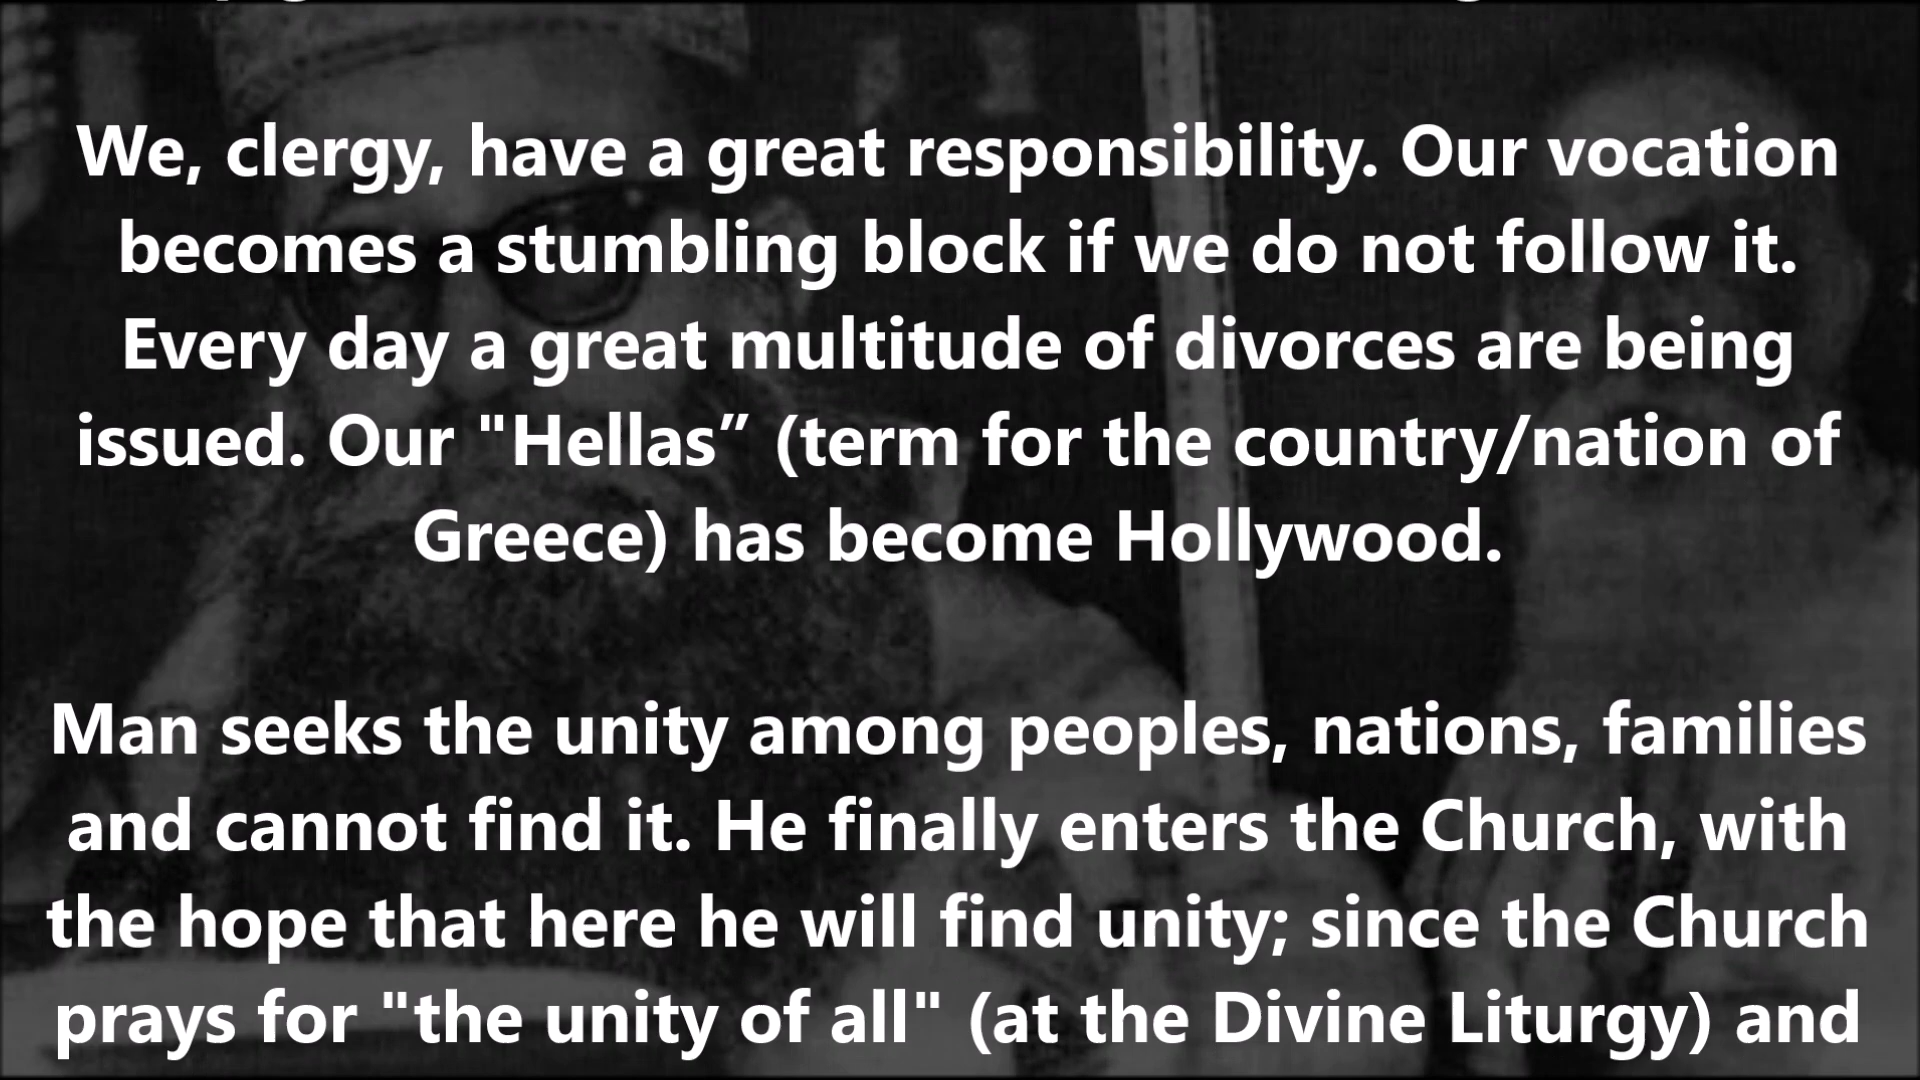 We, clergy, have a great responsibility. Our vocation
becomes a stumbling block if we do not follow it.
Every day a great multitude of divorces are being
issued. Our "Hellas” (term for the country/nation of
Greece) has become Hollywood.
Man seeks the unity among peoples, nations, families
and cannot find it. He finally enters the Church, with
the hope that here he will find unity; since the Church
prays for "the unity of all" (at the Divine Liturgy) and